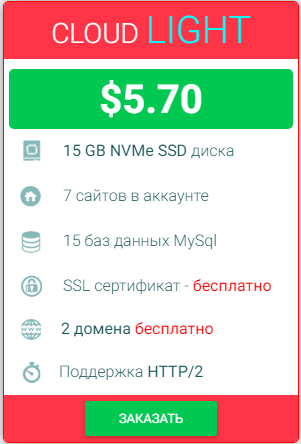 CLOUD LIGHT
$5.70
15 GB NVMe SSD диска
7 сайтов в аккаунте
15 баз данных MySql
SSL сертификат - бесплатно
2 домена бесплатно
Поддержка HTTP/2
ЗАКАЗАТЬ